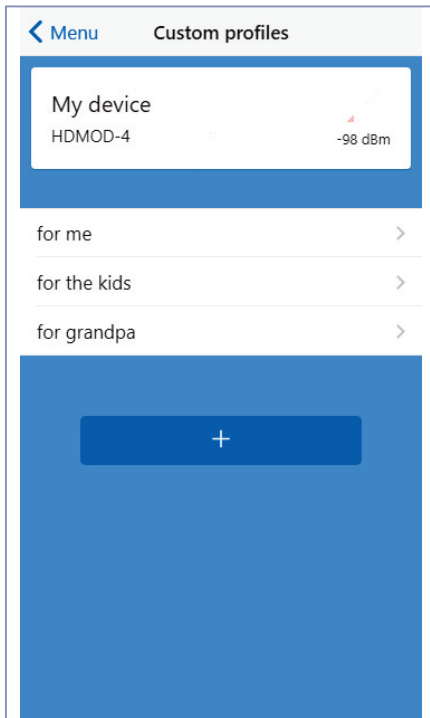 Menu Custom profiles
My device
HDMOD-4 -98 dBm
for me
for the kids
for grandpa
+